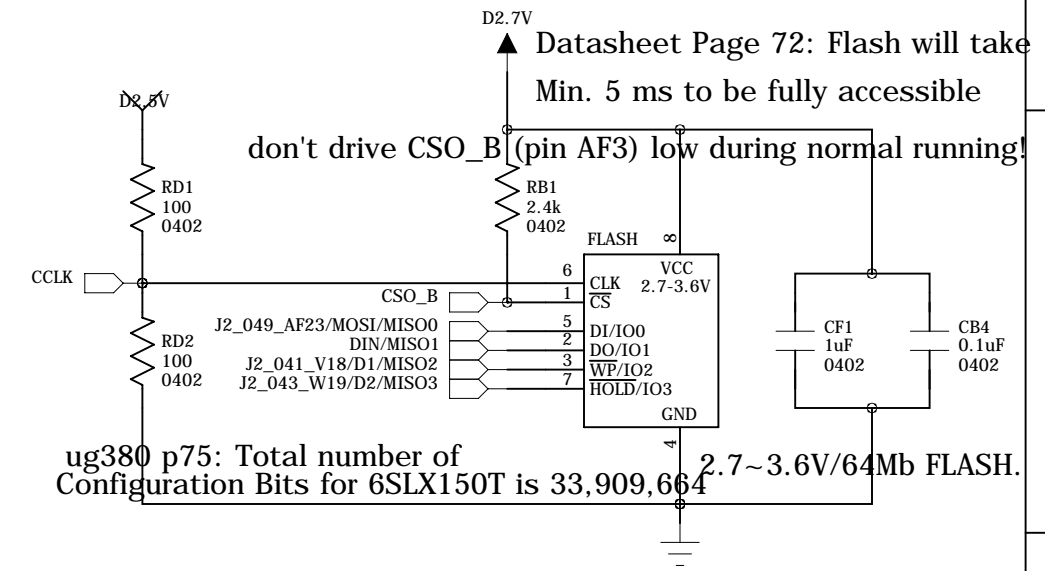 D2.7V
Datasheet Page 72: Flash will take
Min. 5 ms to be fully accessible
D2.5V
don't drive CSO_B (pin AF3) low during normal running!
RD1
100
0402
RB1
2.4k
0402
FLASH
8
CCLK
6
CLK
VCC
2.7-3.6V
CSO_B
1
CS
J2_049_AF23/MOSI/MISO0
5
DI/IO0
DIN/MISO1
2
DO/IO1
J2_041_V18/D1/MISO2
3
WP/IO2
J2_043_W19/D2/MISO3
7
HOLD/IO3
GND
4
RD2
100
0402
CF1
1uF
0402
CB4
0.1uF
0402
ug380 p75: Total number of
Configuration Bits for 6SLX150T is 33,909,664
2.7~3.6V/64Mb FLASH.